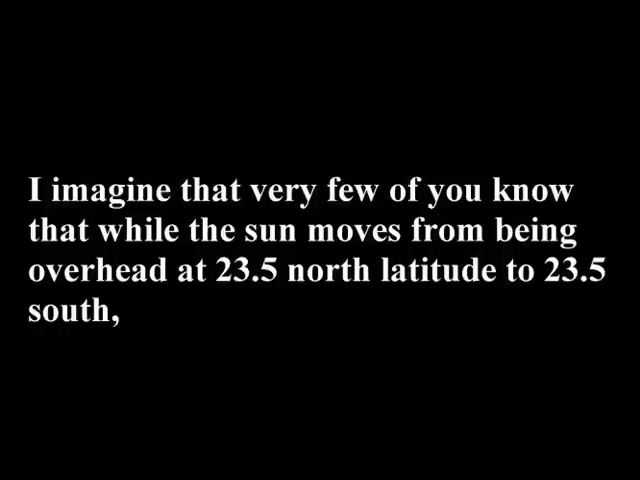 I imagine that very few of you know
that while the sun moves from being
overhead at 23.5 north latitude to 23.5
south,